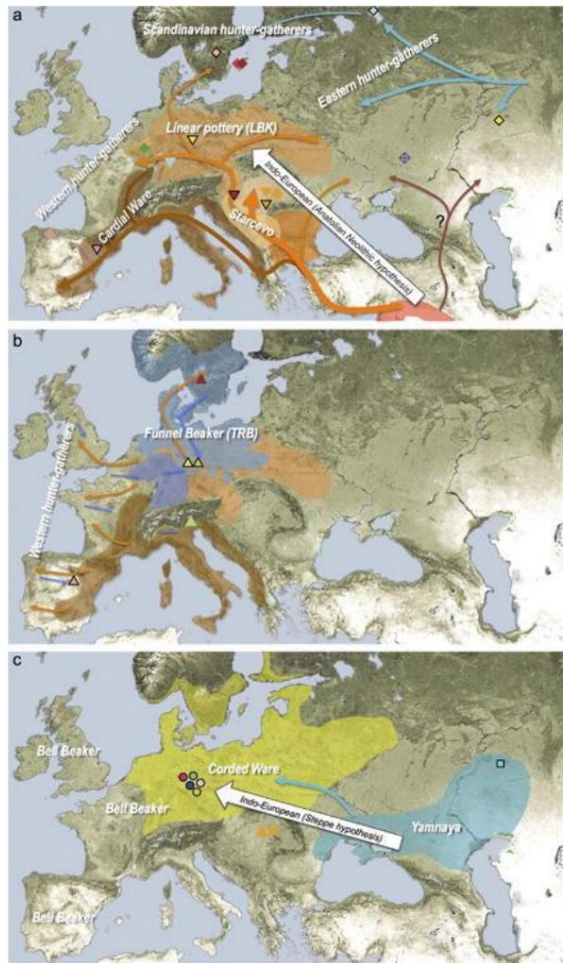 a
Scandinavian hunter-gatherers
Eastern hunter-gatherers
Linear pottery (LBK)
Western hunter-gatherers
Cardial Ware
Starcevo
Indo-European (Anatolian Neolithic hypothesis)
?
b
Funnel Beaker (TRB)
Western hunter-gatherers
c
Bell Beaker
Corded Ware
Bell Beaker
Indo-European (Steppe hypothesis)
Yamnaya
Bell Beaker